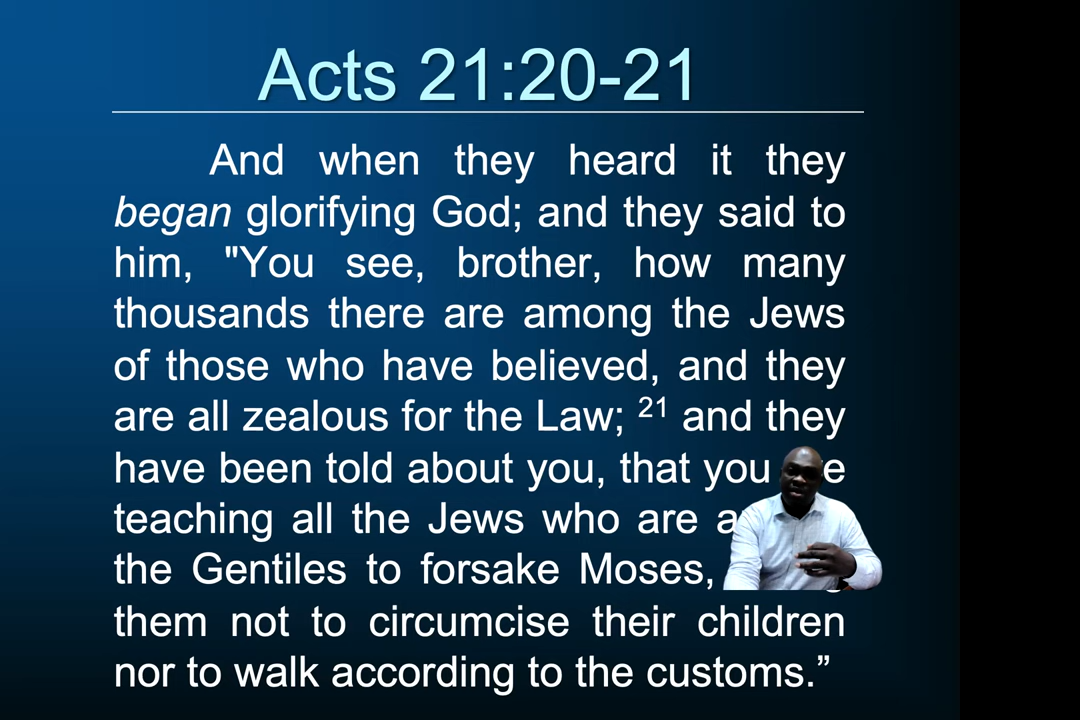 Acts 21:20-21
And when they heard it they
began glorifying God; and they said to
him, "You see, brother, how many
thousands there are among the Jews
of those who have believed, and they
are all zealous for the Law; 21 and they
have been told about you, that you
teaching all the Jews who are
the Gentiles to forsake Moses,
them not to circumcise their children
nor to walk according to the customs.”